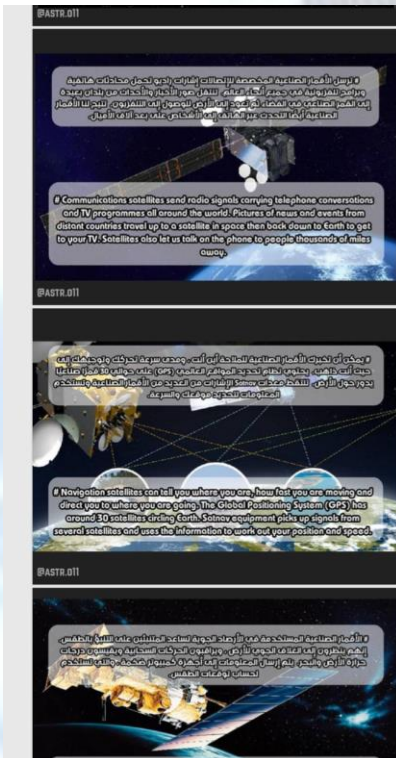 @ASTR.011
# ترسل الأقمار الصناعية المخصصة للإتصالات إشارات راديو تحمل محادثات هاتفية
وبرامج تلفزيونية في جميع أنحاء العالم. تنتقل صور الأخبار والأحداث من بلدان بعيدة
إلى القمر الصناعي في الفضاء ثم تعود إلى الأرض للوصول إلى التلفزيون. تتيح لنا الأقمار
الصناعية أيضا التحدث عبر الهاتف إلى الأشخاص على بعد آلاف الأميال.
# Communications satellites send radio signals carrying telephone conversations
and TV programmes all around the world. Pictures of news and events from
distant countries travel up to a satellite in space then back down to Earth to get
to your TV. Satellites also let us talk on the phone to people thousands of miles
away.
@ASTR.011
# يمكن أن تخبرك الأقمار الصناعية للملاحة أين أنت ، ومدى سرعة تحركك وتوجيهك إلى
حيث أنت ذاهب. يحتوي نظام تحديد المواقع العالمي (GPS) على حوالي 30 قمرًا صناعيًا
يدور حول الأرض. تلتقط معدات Satnav الإشارات من العديد من الأقمار الصناعية وتستخدم
المعلومات لتحديد موقعك والسرعة.
# Navigation satellites can tell you where you are, how fast you are moving and
direct you to where you are going. The Global Positioning System (GPS) has
around 30 satellites circling Earth. Satnav equipment picks up signals from
several satellites and uses the information to work out your position and speed.
@ASTR.011
# الأقمار الصناعية المستخدمة في الأرصاد الجوية تساعد المتنبئين على التنبؤ بالطقس.
إنهم ينظرون إلى الغلاف الجوي للأرض ، ويراقبون الحركات السحابية ويقيسون درجات
حرارة الأرض والبحر. يتم إرسال المعلومات إلى أجهزة كمبيوتر ضخمة ، والتي تستخدم
لحساب توقعات الطقس.